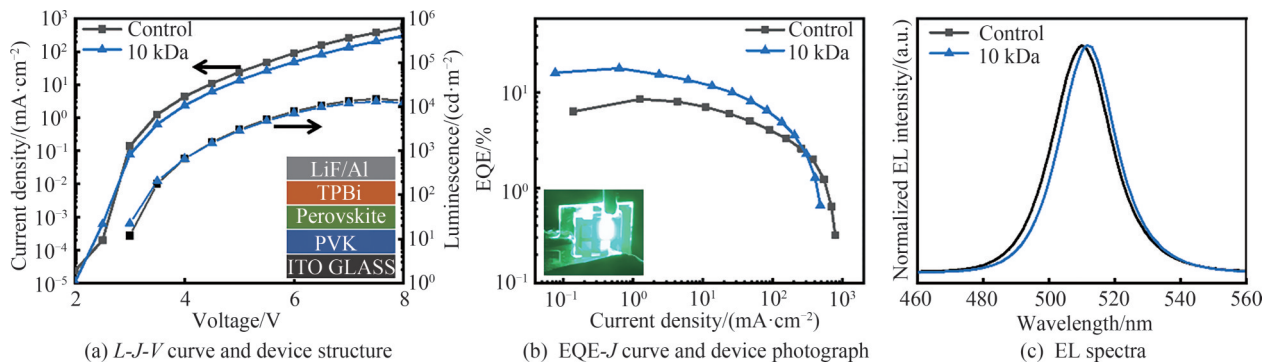 Control
10 kDa
Current density/(mA·cm⁻²)
10³
10²
10¹
10⁰
10⁻¹
10⁻²
10⁻³
10⁻⁴
10⁻⁵
10⁶
10⁵
10⁴
10³
10²
10¹
10⁰
Luminescence/(cd·m⁻²)
LiF/Al
TPBi
Perovskite
PVK
ITO GLASS
2 4 6 8
Voltage/V
(a) L-J-V curve and device structure
Control
10 kDa
EQE/%
10²
10¹
10⁰
10⁻¹
10⁻¹ 10⁰ 10¹ 10² 10³
Current density/(mA·cm⁻²)
(b) EQE-J curve and device photograph
Control
10 kDa
Normalized EL intensity/(a.u.)
460 480 500 520 540 560
Wavelength/nm
(c) EL spectra